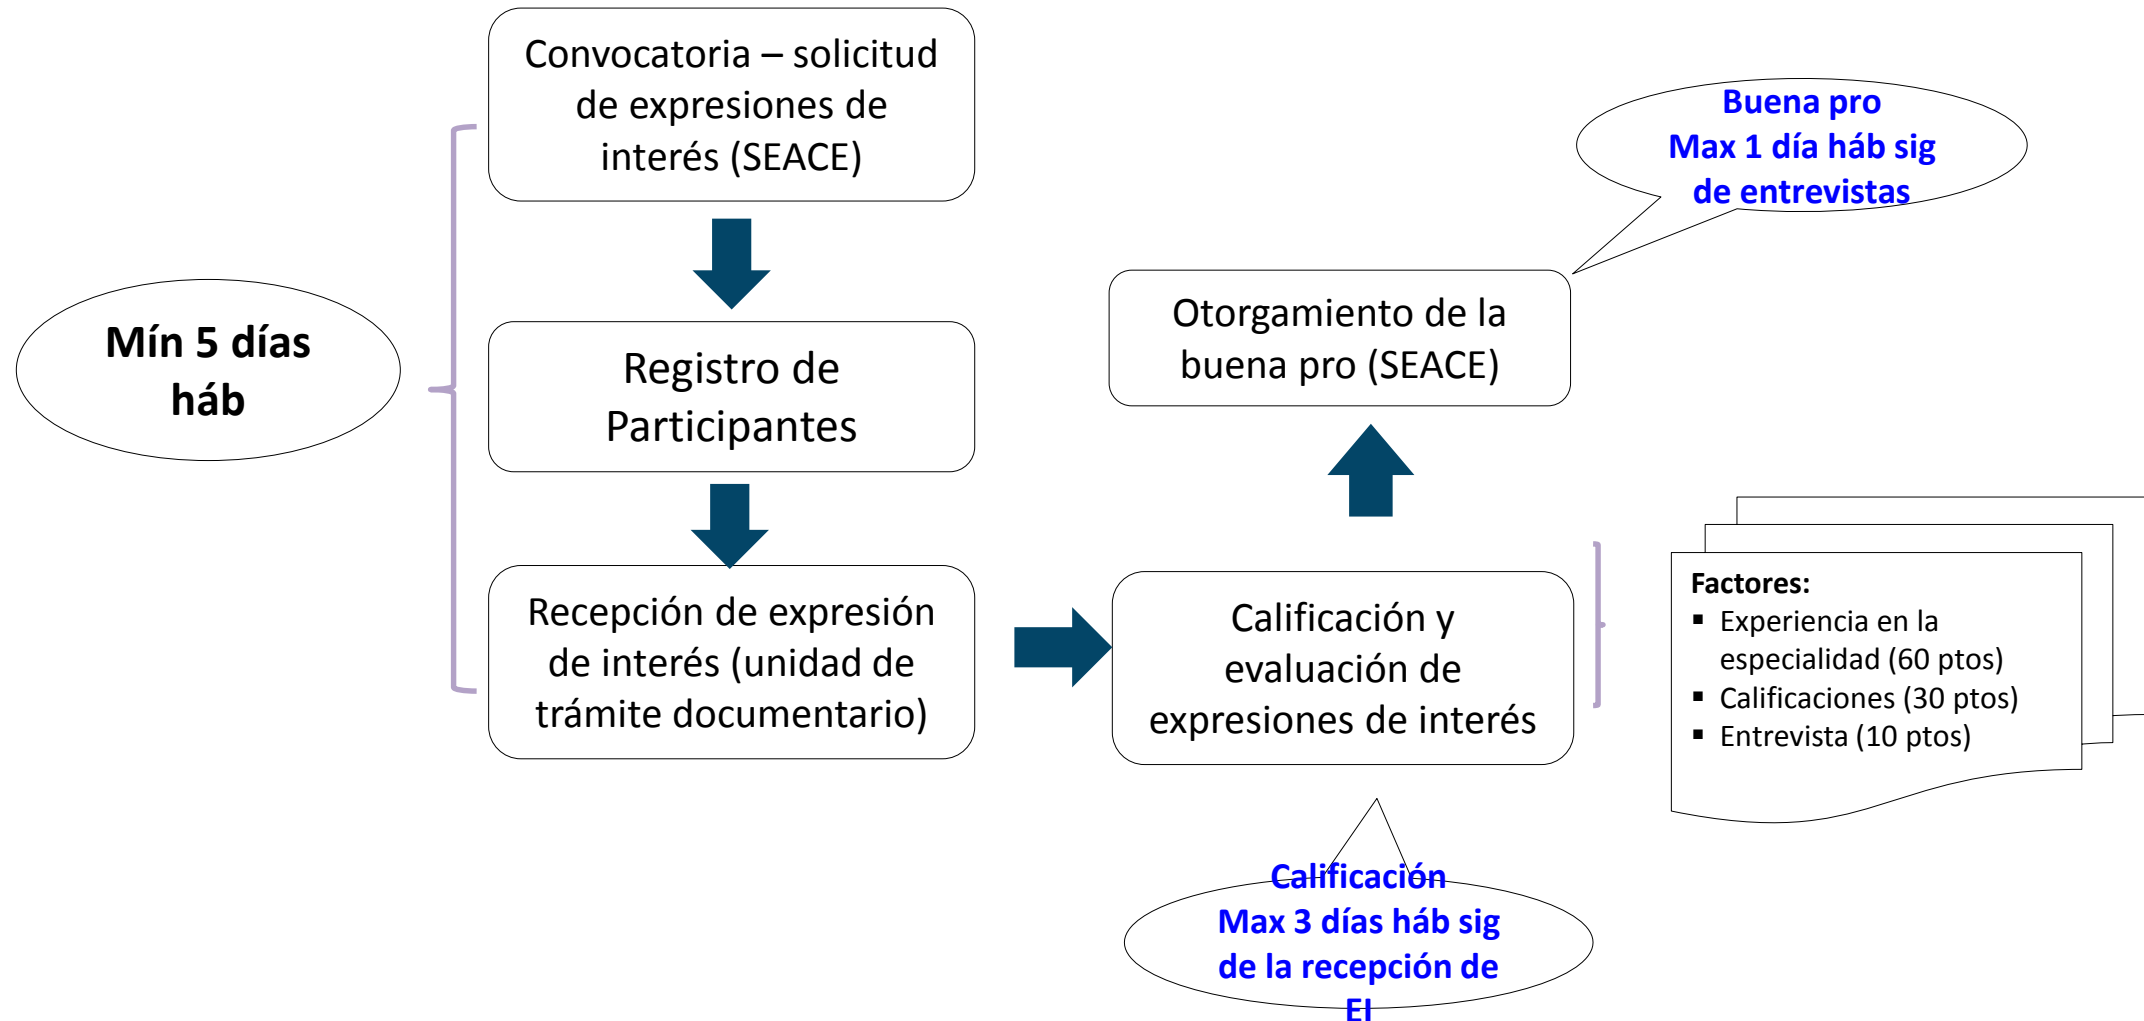 Convocatoria – solicitud
de expresiones de
interés (SEACE)
Mín 5 días
háb
Registro de
Participantes
Recepción de expresión
de interés (unidad de
trámite documentario)
Calificación y
evaluación de
expresiones de interés
Calificación
Max 3 días háb sig
de la recepción de
EI
Factores:
▪ Experiencia en la
especialidad (60 ptos)
▪ Calificaciones (30 ptos)
▪ Entrevista (10 ptos)
Otorgamiento de la
buena pro (SEACE)
Buena pro
Max 1 día háb sig
de entrevistas